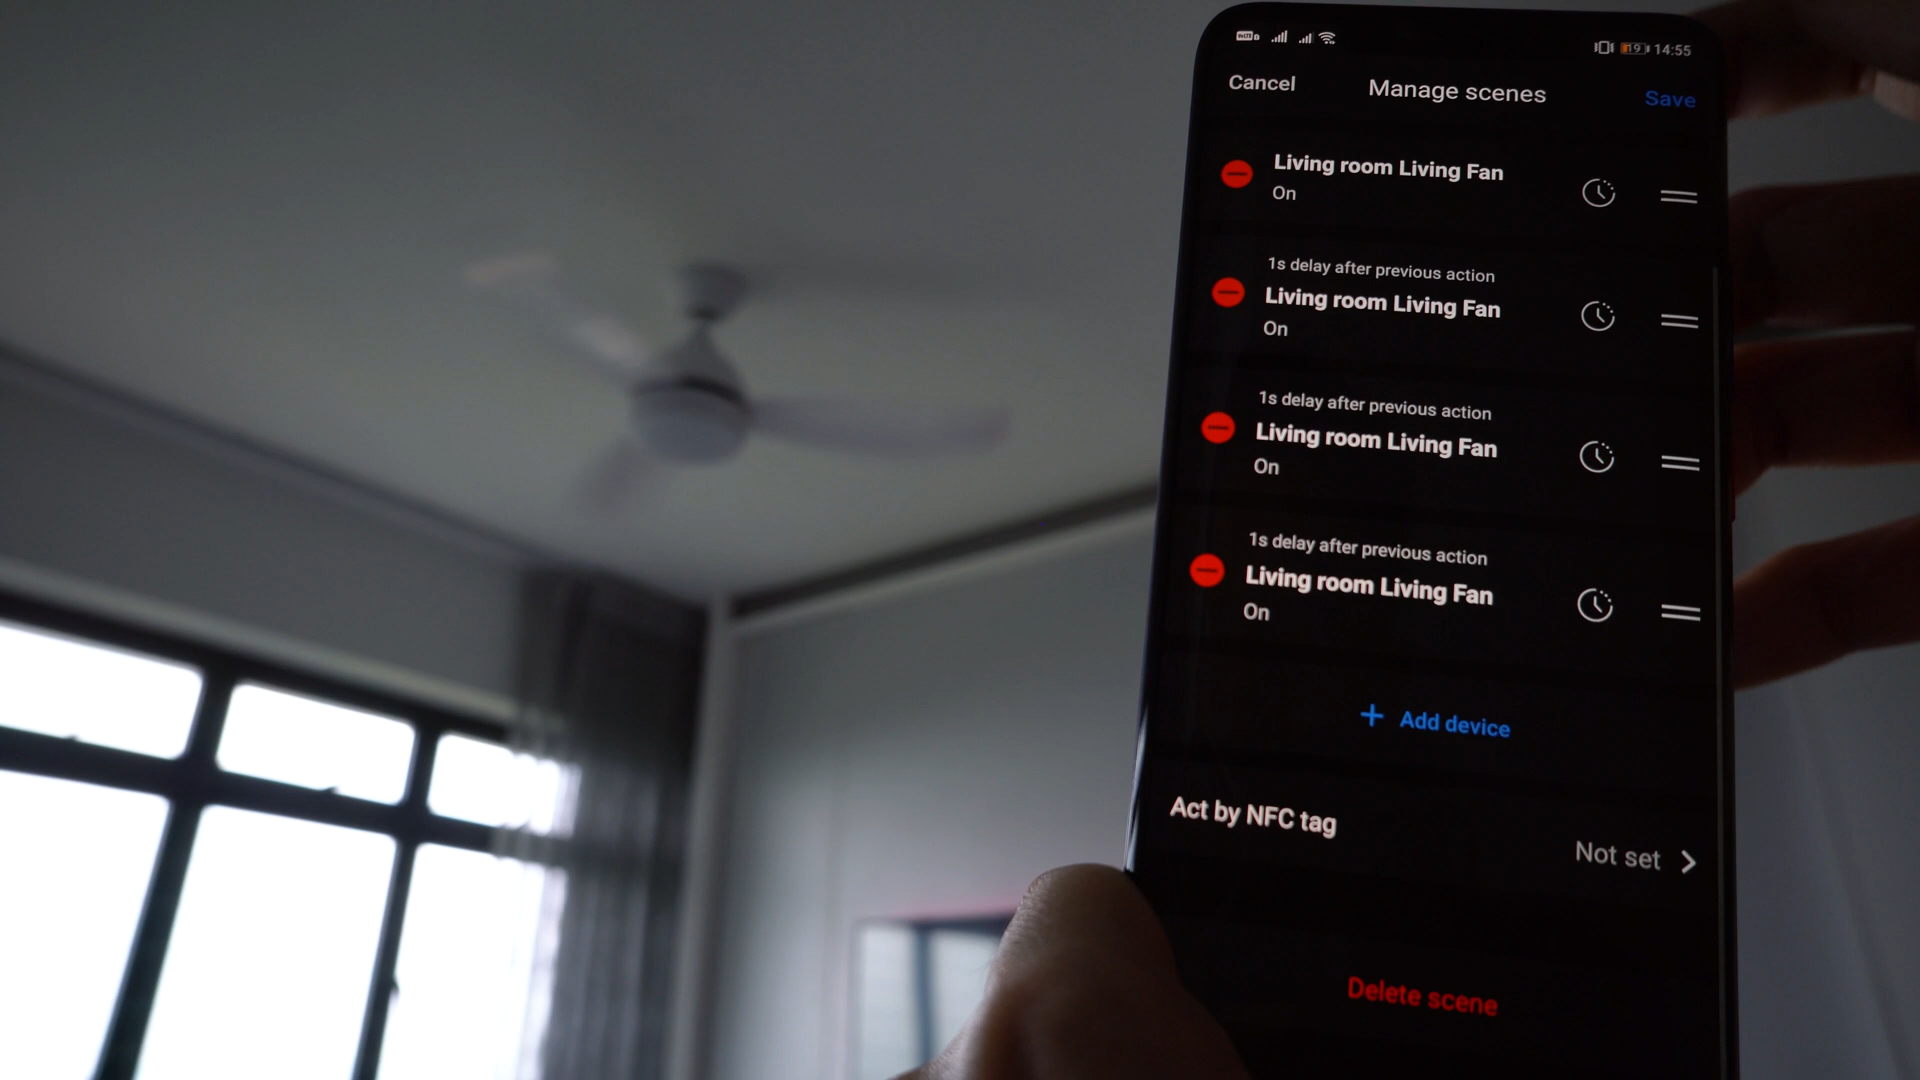 19 14:55
Cancel Manage scenes Save
Living room Living Fan
On
1s delay after previous action
Living room Living Fan
On
1s delay after previous action
Living room Living Fan
On
1s delay after previous action
Living room Living Fan
On
+ Add device
Act by NFC tag
Not set
Delete scene